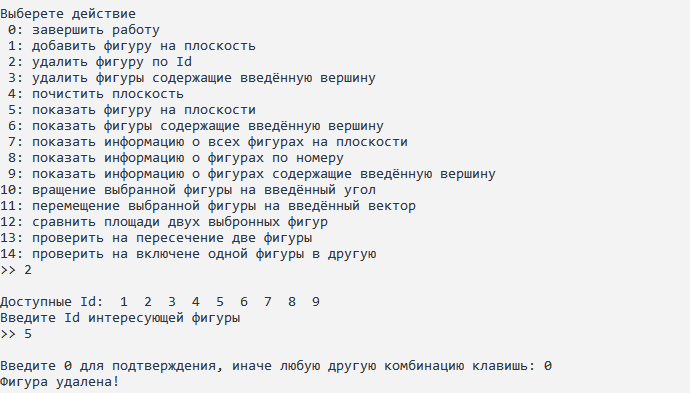 Выберете действие
0: завершить работу
1: добавить фигуру на плоскость
2: удалить фигуру по Id
3: удалить фигуры содержащие введённую вершину
4: почистить плоскость
5: показать фигуру на плоскости
6: показать фигуры содержащие введённую вершину
7: показать информацию о всех фигурах на плоскости
8: показать информацию о фигурах по номеру
9: показать информацию о фигурах содержащие введённую вершину
10: вращение выбранной фигуры на введённый угол
11: перемещение выбранной фигуры на введённый вектор
12: сравнить площади двух выбронных фигур
13: проверить на пересечение две фигуры
14: проверить на включене одной фигуры в другую
>> 2
Доступные Id:  1  2  3  4  5  6  7  8  9
Введите Id интересующей фигуры
>> 5
Введите 0 для подтверждения, иначе любую другую комбинацию клавишь: 0
Фигура удалена!